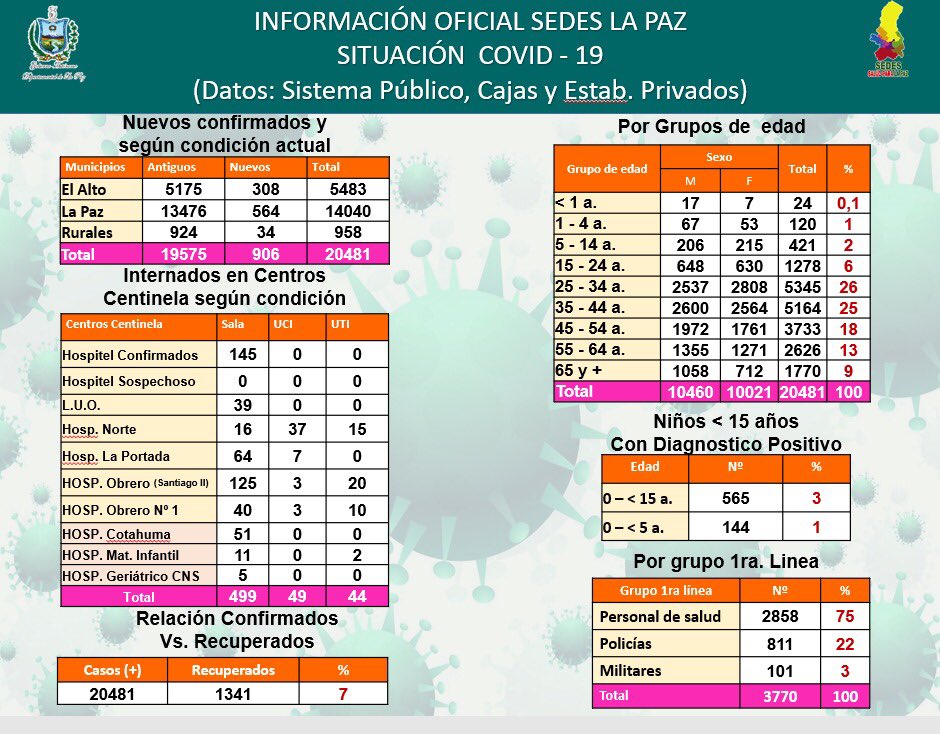 INFORMACIÓN OFICIAL SEDES LA PAZ
SITUACIÓN COVID - 19
(Datos: Sistema Público, Cajas y Estab. Privados)
SEDES
Nuevos confirmados y
según condición actual
Municipios Antiguos Nuevos Total
El Alto 5175 308 5483
La Paz 13476 564 14040
Rurales 924 34 958
Total 19575 906 20481
Internados en Centros
Centinela según condición
Centros Centinela Sala UCI UTI
Hospitel Confirmados 145 0 0
Hospitel Sospechoso 0 0 0
L.U.O. 39 0 0
Hosp. Norte 16 37 15
Hosp. La Portada 64 7 0
HOSP. Obrero (Santiago II) 125 3 20
HOSP. Obrero Nº 1 40 3 10
HOSP. Cotahuma 51 0 0
HOSP. Mat. Infantil 11 0 2
HOSP. Geriátrico CNS 5 0 0
Total 499 49 44
Relación Confirmados
Vs. Recuperados
Casos (+) Recuperados %
20481 1341 7
Por Grupos de edad
Grupo de edad Sexo Total %
M F
< 1 a. 17 7 24 0,1
1 - 4 a. 67 53 120 1
5 - 14 a. 206 215 421 2
15 - 24 a. 648 630 1278 6
25 - 34 a. 2537 2808 5345 26
35 - 44 a. 2600 2564 5164 25
45 - 54 a. 1972 1761 3733 18
55 - 64 a. 1355 1271 2626 13
65 y + 1058 712 1770 9
Total 10460 10021 20481 100
Niños < 15 años
Con Diagnostico Positivo
Edad Nº %
0 – < 15 a. 565 3
0 – < 5 a. 144 1
Por grupo 1ra. Linea
Grupo 1ra línea Nº %
Personal de salud 2858 75
Policías 811 22
Militares 101 3
Total 3770 100